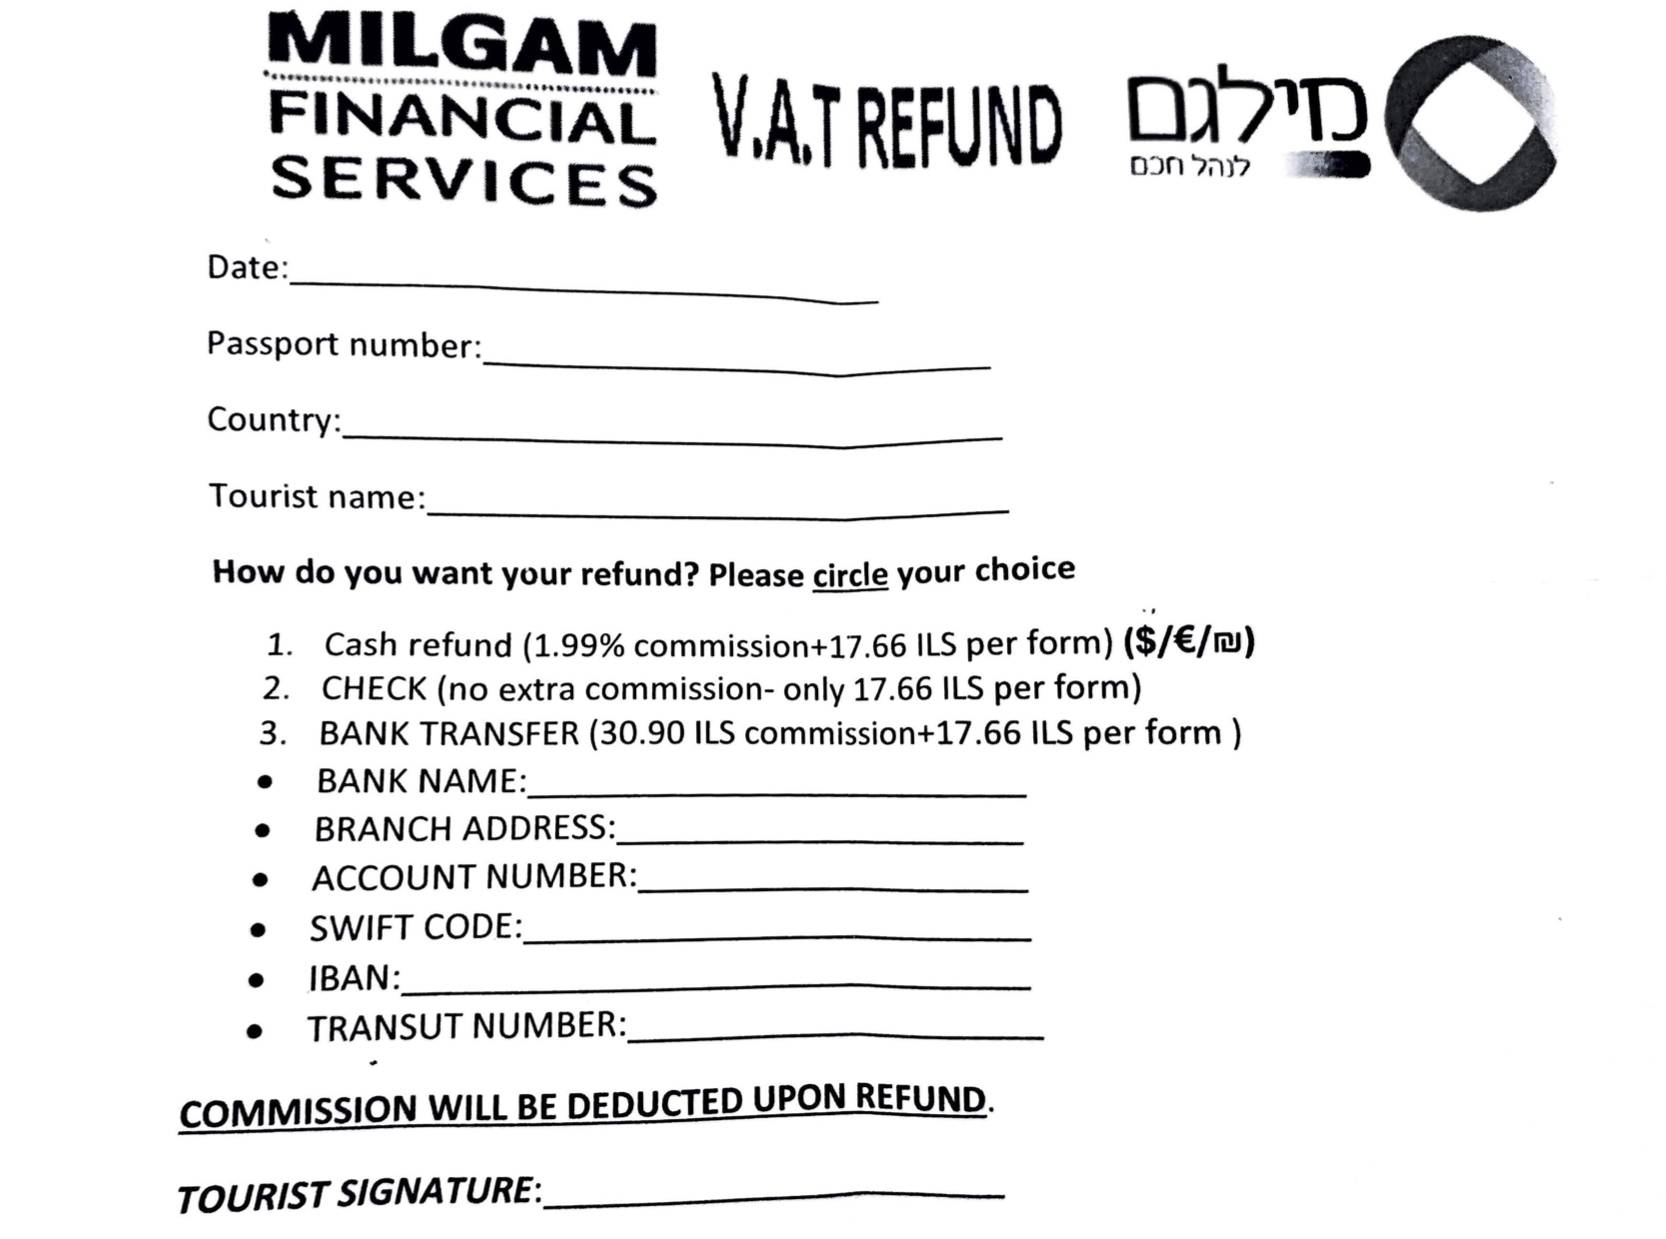 MILGAM
FINANCIAL
SERVICES
V.A.T REFUND
מילגם
לנהל חכם
Date:
Passport number:
Country:
Tourist name:
How do you want your refund? Please circle your choice
1. Cash refund (1.99% commission+17.66 ILS per form) ($/€/₪)
2. CHECK (no extra commission- only 17.66 ILS per form)
3. BANK TRANSFER (30.90 ILS commission+17.66 ILS per form )
• BANK NAME:
• BRANCH ADDRESS:
• ACCOUNT NUMBER:
• SWIFT CODE:
• IBAN:
• TRANSUT NUMBER:
COMMISSION WILL BE DEDUCTED UPON REFUND.
TOURIST SIGNATURE: